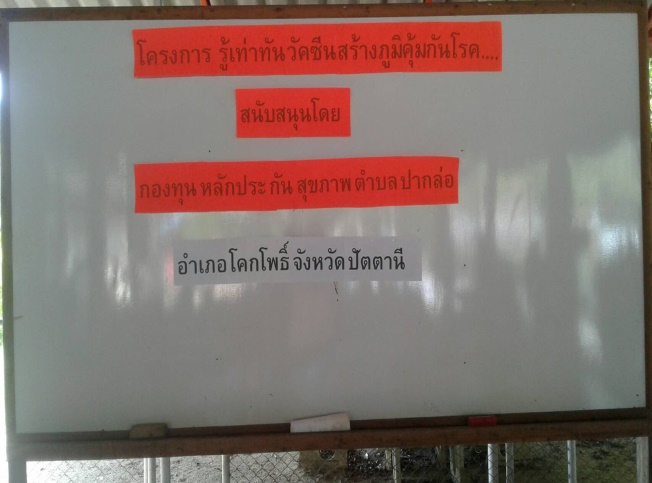 โครงการ รู้เท่าทันวัคซีนสร้างภูมิคุ้มกันโรค....
สนับสนุนโดย
กองทุน หลักประกัน สุขภาพ ตำบล ปากล่อ
อำเภอโคกโพธิ์ จังหวัด ปัตตานี